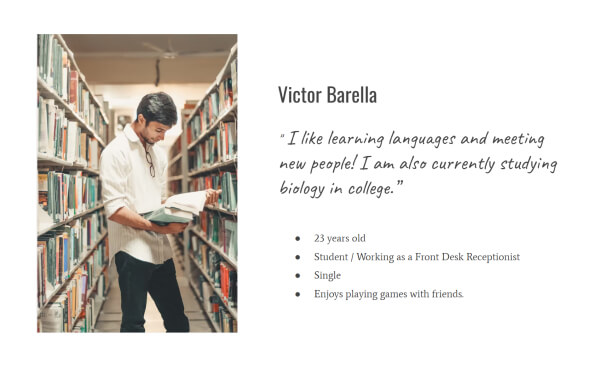 Victor Barella
" I like learning languages and meeting
new people! I am also currently studying
biology in college.”
● 23 years old
● Student / Working as a Front Desk Receptionist
● Single
● Enjoys playing games with friends.